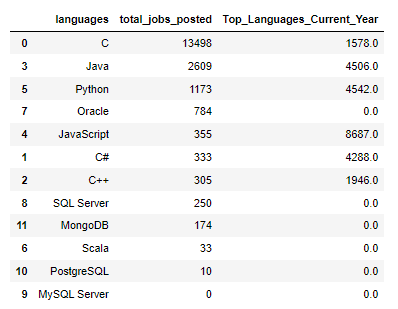 languages total_jobs_posted Top_Languages_Current_Year
0 C 13498 1578.0
3 Java 2609 4506.0
5 Python 1173 4542.0
7 Oracle 784 0.0
4 JavaScript 355 8687.0
1 C# 333 4288.0
2 C++ 305 1946.0
8 SQL Server 250 0.0
11 MongoDB 174 0.0
6 Scala 33 0.0
10 PostgreSQL 10 0.0
9 MySQL Server 0 0.0